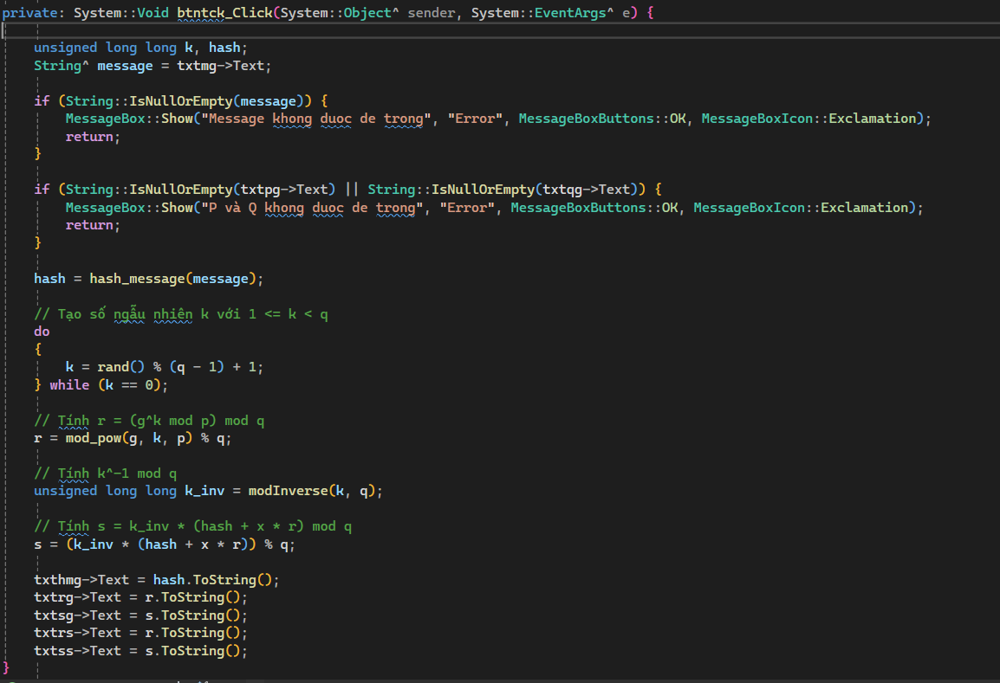 private: System::Void btntck_Click(System::Object^ sender, System::EventArgs^ e) {
unsigned long long k, hash;
String^ message = txtmg->Text;
if (String::IsNullOrEmpty(message)) {
MessageBox::Show("Message khong duoc de trong", "Error", MessageBoxButtons::OK, MessageBoxIcon::Exclamation);
return;
}
if (String::IsNullOrEmpty(txtpg->Text) || String::IsNullOrEmpty(txtqg->Text)) {
MessageBox::Show("P và Q khong duoc de trong", "Error", MessageBoxButtons::OK, MessageBoxIcon::Exclamation);
return;
}
hash = hash_message(message);
// Tạo số ngẫu nhiên k với 1 <= k < q
do
{
k = rand() % (q - 1) + 1;
} while (k == 0);
// Tính r = (g^k mod p) mod q
r = mod_pow(g, k, p) % q;
// Tính k^-1 mod q
unsigned long long k_inv = modInverse(k, q);
// Tính s = k_inv * (hash + x * r) mod q
s = (k_inv * (hash + x * r)) % q;
txthmg->Text = hash.ToString();
txtrg->Text = r.ToString();
txtsg->Text = s.ToString();
txtrs->Text = r.ToString();
txtss->Text = s.ToString();
}